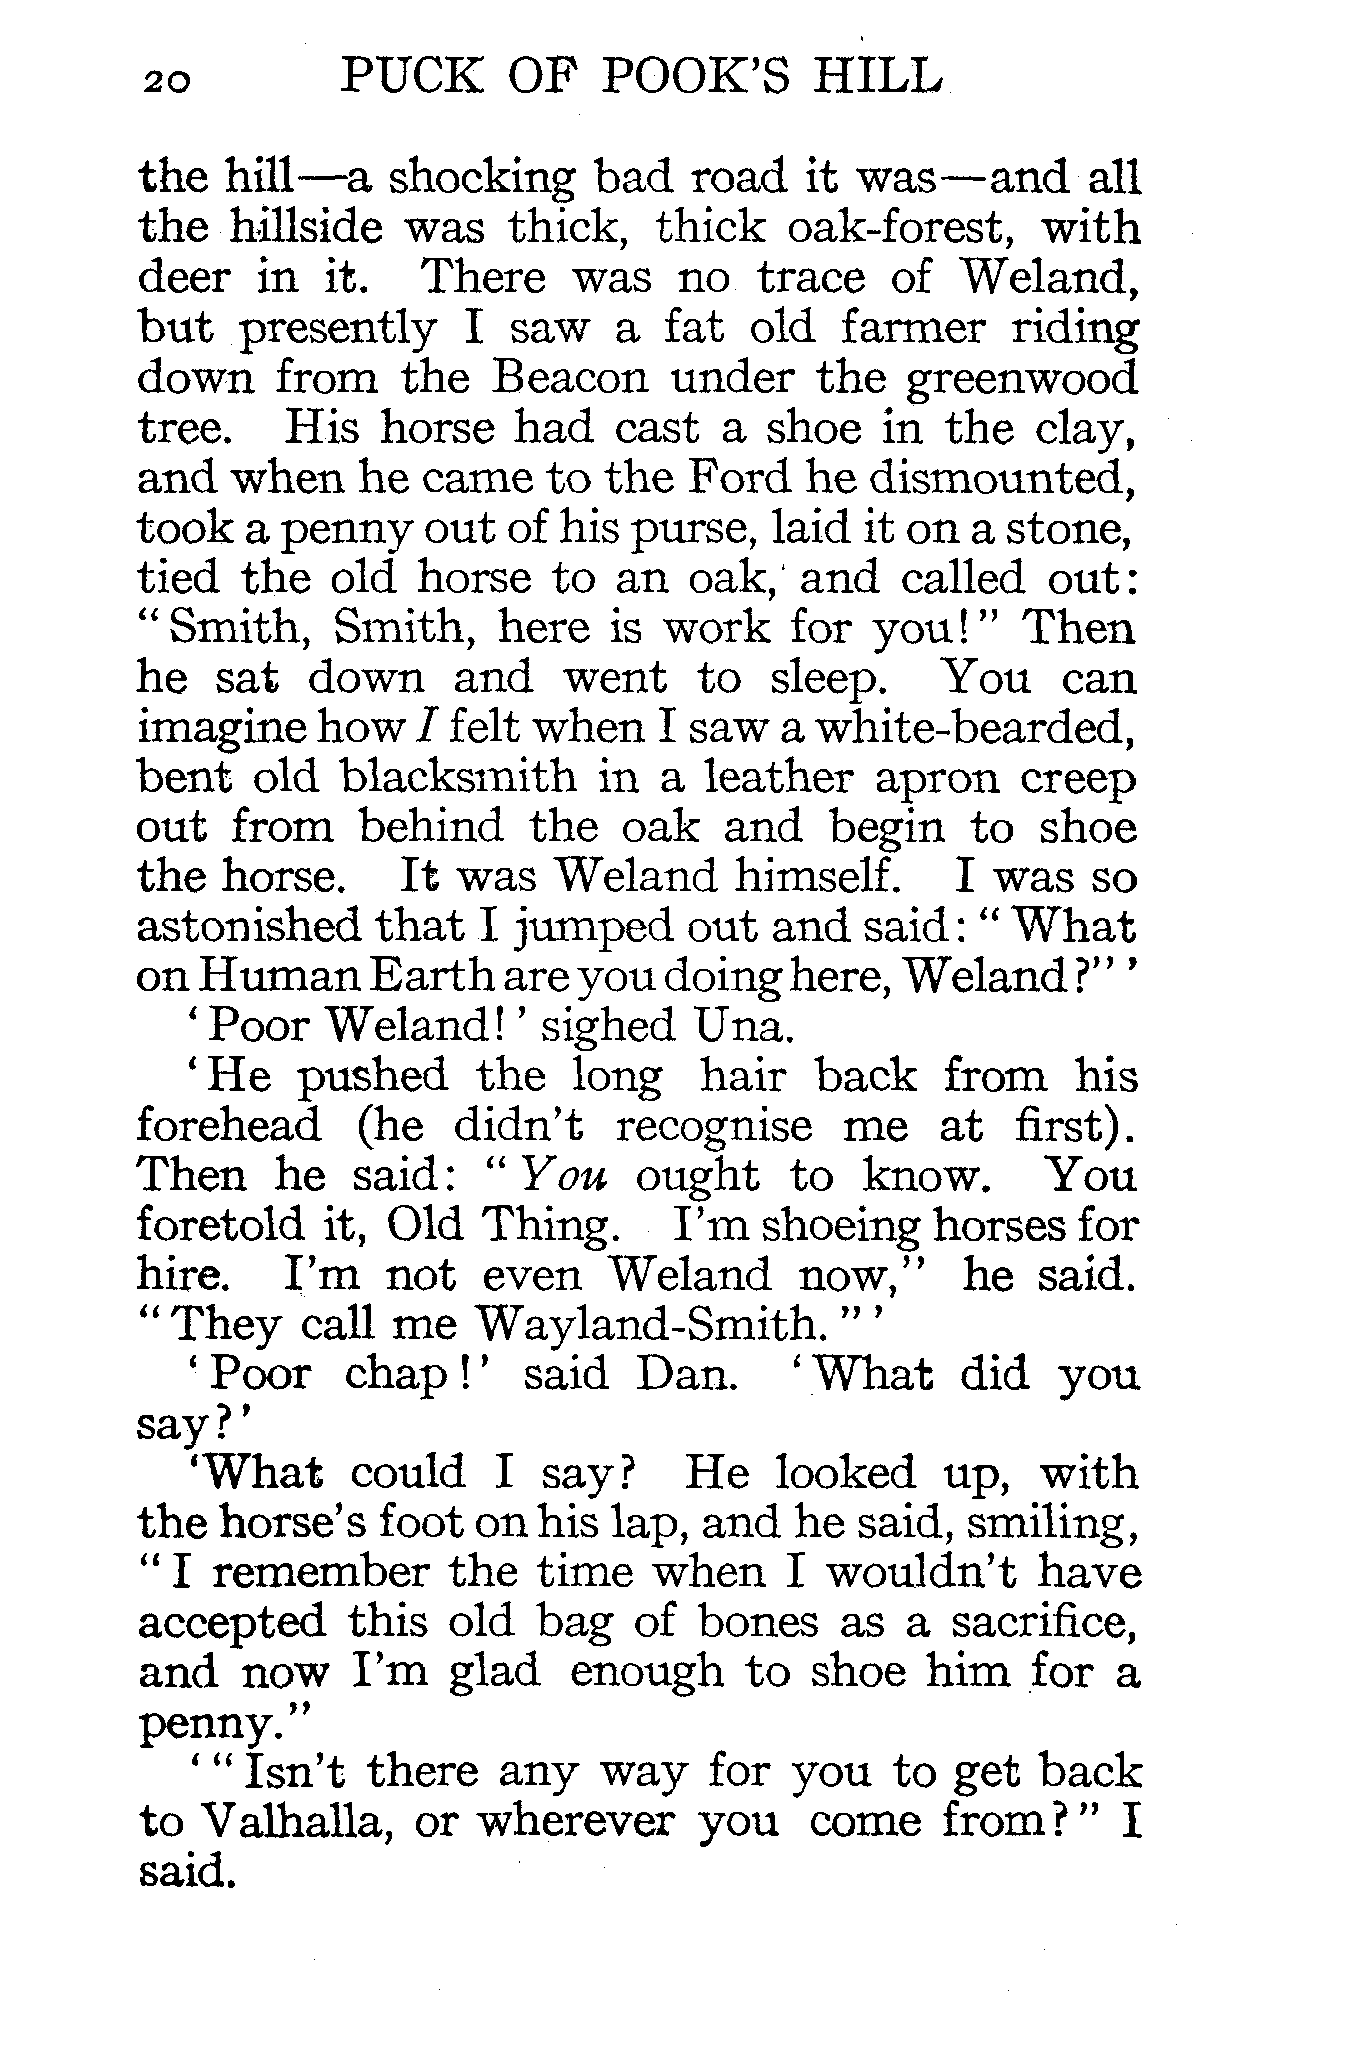 20 PUCK OF POOK'S HILL
the hill—a shocking bad road it was—and all
the hillside was thick, thick oak-forest, with
deer in it. There was no trace of Weland,
but presently I saw a fat old farmer riding
down from the Beacon under the greenwood
tree. His horse had cast a shoe in the clay,
and when he came to the Ford he dismounted,
took a penny out of his purse, laid it on a stone,
tied the old horse to an oak, and called out:
“Smith, Smith, here is work for you!” Then
he sat down and went to sleep. You can
imagine how I felt when I saw a white-bearded,
bent old blacksmith in a leather apron creep
out from behind the oak and begin to shoe
the horse. It was Weland himself. I was so
astonished that I jumped out and said: “What
on Human Earth are you doing here, Weland?”’
‘Poor Weland!’ sighed Una.
‘He pushed the long hair back from his
forehead (he didn't recognise me at first).
Then he said: “You ought to know. You
foretold it, Old Thing. I'm shoeing horses for
hire. I'm not even Weland now,” he said.
“They call me Wayland-Smith.”’
‘Poor chap!’ said Dan. ‘What did you
say?’
‘What could I say? He looked up, with
the horse's foot on his lap, and he said, smiling,
“I remember the time when I wouldn't have
accepted this old bag of bones as a sacrifice,
and now I'm glad enough to shoe him for a
penny.”
‘“Isn't there any way for you to get back
to Valhalla, or wherever you come from?” I
said.